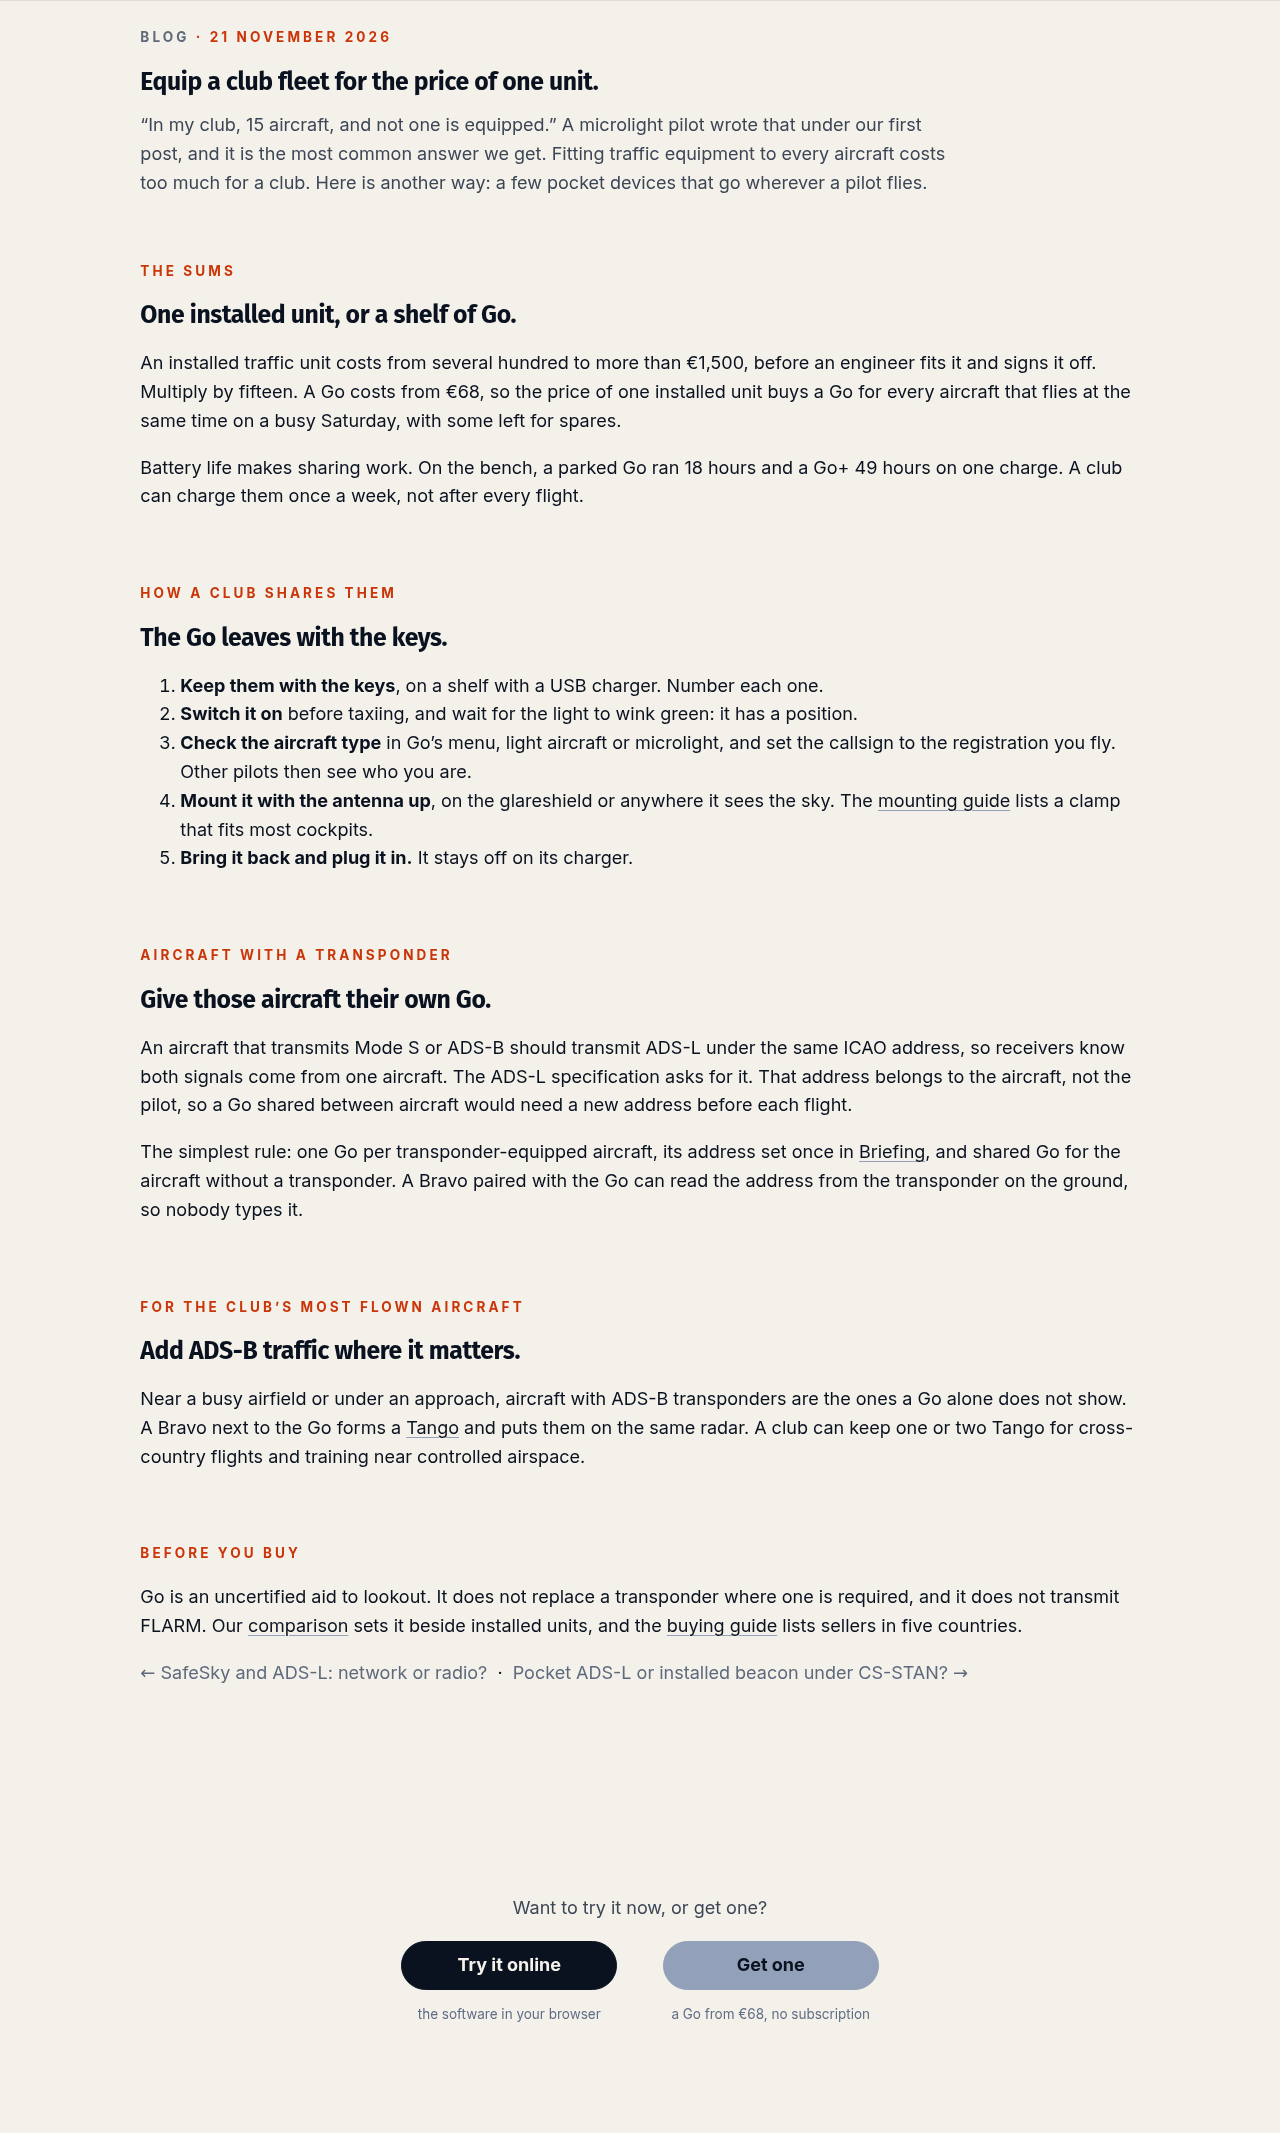 BLOG · 21 NOVEMBER 2026
Equip a club fleet for the price of one unit.
“In my club, 15 aircraft, and not one is equipped.” A microlight pilot wrote that under our first
post, and it is the most common answer we get. Fitting traffic equipment to every aircraft costs
too much for a club. Here is another way: a few pocket devices that go wherever a pilot flies.
THE SUMS
One installed unit, or a shelf of Go.
An installed traffic unit costs from several hundred to more than €1,500, before an engineer fits it and signs it off.
Multiply by fifteen. A Go costs from €68, so the price of one installed unit buys a Go for every aircraft that flies at the
same time on a busy Saturday, with some left for spares.
Battery life makes sharing work. On the bench, a parked Go ran 18 hours and a Go+ 49 hours on one charge. A club
can charge them once a week, not after every flight.
HOW A CLUB SHARES THEM
The Go leaves with the keys.
1. Keep them with the keys, on a shelf with a USB charger. Number each one.
2. Switch it on before taxiing, and wait for the light to wink green: it has a position.
3. Check the aircraft type in Go’s menu, light aircraft or microlight, and set the callsign to the registration you fly.
Other pilots then see who you are.
4. Mount it with the antenna up, on the glareshield or anywhere it sees the sky. The mounting guide lists a clamp
that fits most cockpits.
5. Bring it back and plug it in. It stays off on its charger.
AIRCRAFT WITH A TRANSPONDER
Give those aircraft their own Go.
An aircraft that transmits Mode S or ADS-B should transmit ADS-L under the same ICAO address, so receivers know
both signals come from one aircraft. The ADS-L specification asks for it. That address belongs to the aircraft, not the
pilot, so a Go shared between aircraft would need a new address before each flight.
The simplest rule: one Go per transponder-equipped aircraft, its address set once in Briefing, and shared Go for the
aircraft without a transponder. A Bravo paired with the Go can read the address from the transponder on the ground,
so nobody types it.
FOR THE CLUB’S MOST FLOWN AIRCRAFT
Add ADS-B traffic where it matters.
Near a busy airfield or under an approach, aircraft with ADS-B transponders are the ones a Go alone does not show.
A Bravo next to the Go forms a Tango and puts them on the same radar. A club can keep one or two Tango for cross-
country flights and training near controlled airspace.
BEFORE YOU BUY
Go is an uncertified aid to lookout. It does not replace a transponder where one is required, and it does not transmit
FLARM. Our comparison sets it beside installed units, and the buying guide lists sellers in five countries.
← SafeSky and ADS-L: network or radio? · Pocket ADS-L or installed beacon under CS-STAN? →
Want to try it now, or get one?
Try it online
Get one
the software in your browser
a Go from €68, no subscription